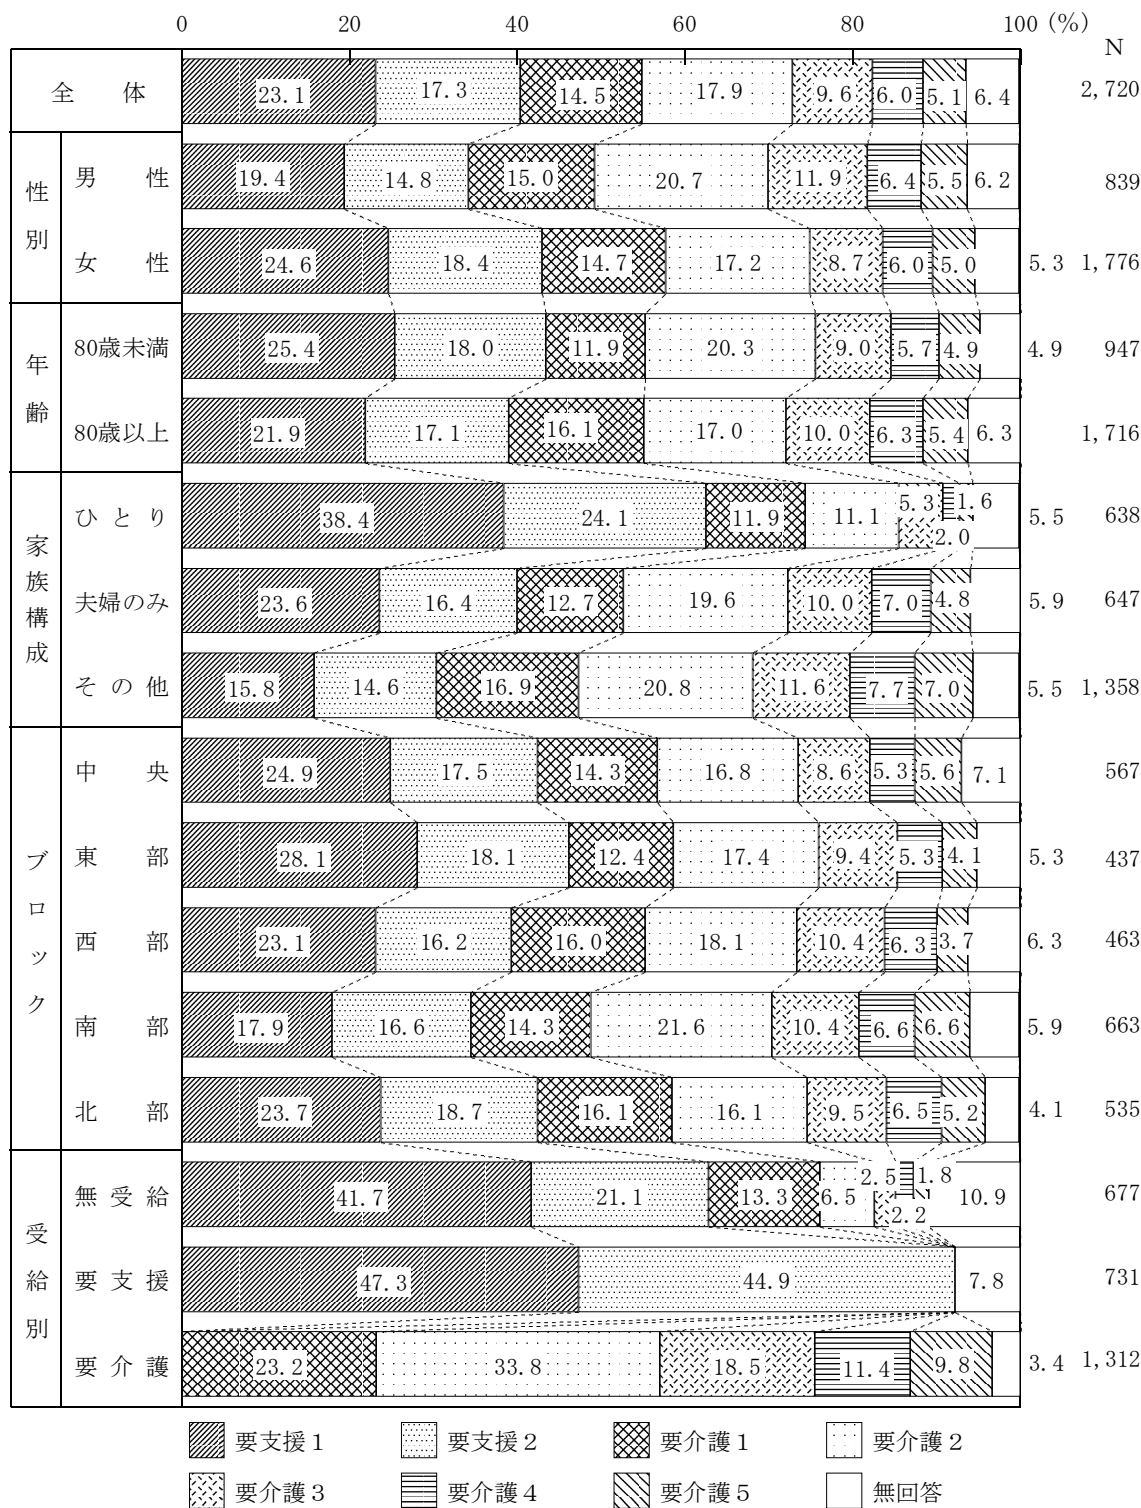 0 20 40 60 80 100 (%)
N
全体 23.1 17.3 14.5 17.9 9.6 6.0 5.1 6.4 2,720
性別
男性 19.4 14.8 15.0 20.7 11.9 6.4 5.5 6.2 839
女性 24.6 18.4 14.7 17.2 8.7 6.0 5.0 5.3 1,776
年齢
80歳未満 25.4 18.0 11.9 20.3 9.0 5.7 4.9 4.9 947
80歳以上 21.9 17.1 16.1 17.0 10.0 6.3 5.4 6.3 1,716
家族構成
ひとり 38.4 24.1 11.9 11.1 5.3 2.0 1.6 5.5 638
夫婦のみ 23.6 16.4 12.7 19.6 10.0 7.0 4.8 5.9 647
その他 15.8 14.6 16.9 20.8 11.6 7.7 7.0 5.5 1,358
ブロック
中央 24.9 17.5 14.3 16.8 8.6 5.3 5.6 7.1 567
東部 28.1 18.1 12.4 17.4 9.4 5.3 4.1 5.3 437
西部 23.1 16.2 16.0 18.1 10.4 6.3 3.7 6.3 463
南部 17.9 16.6 14.3 21.6 10.4 6.6 6.6 5.9 663
北部 23.7 18.7 16.1 16.1 9.5 6.5 5.2 4.1 535
受給別
無受給 41.7 21.1 13.3 6.5 2.5 2.2 1.8 10.9 677
要支援 47.3 44.9 7.8 731
要介護 23.2 33.8 18.5 11.4 9.8 3.4 1,312
要支援1 要支援2 要介護1 要介護2
要介護3 要介護4 要介護5 無回答